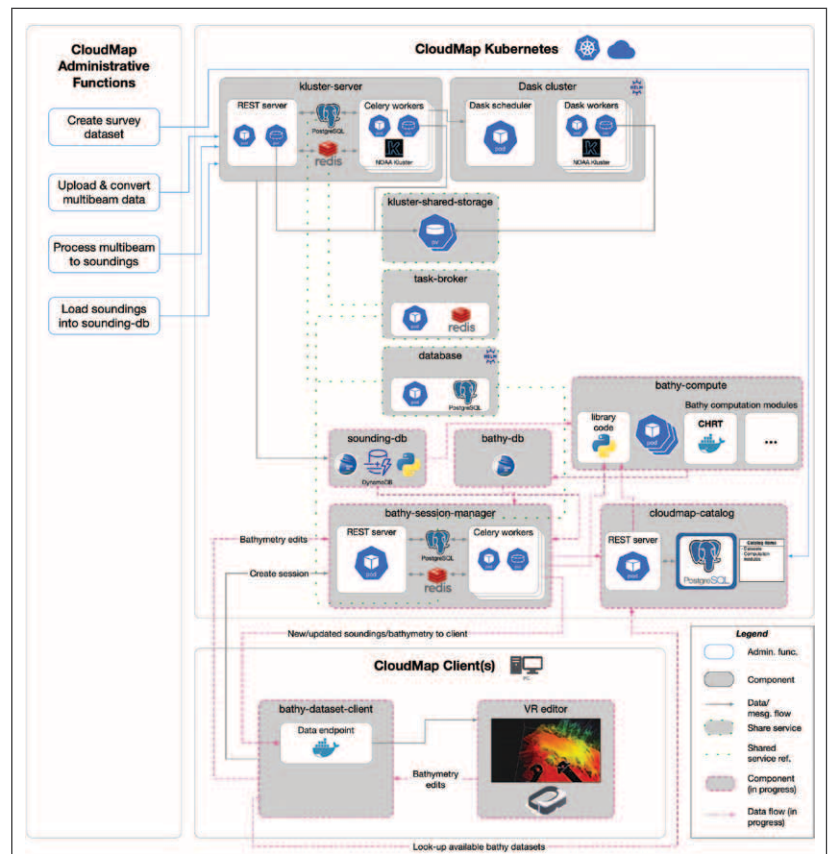 CloudMap
Administrative
Functions
Create survey
dataset
Upload & convert
multibeam data
Process multibeam
to soundings
Load soundings
into sounding-db
CloudMap Kubernetes
kluster-server
REST server
PostgreSQL
redis
Celery workers
NOAA Kluster
Dask cluster
HELM
Dask scheduler
pod
Dask workers
NOAA Kluster
kluster-shared-storage
task-broker
redis
database
HELM
PostgreSQL
bathy-compute
library
code
pod
Bathy computation modules
CHRT
...
sounding-db
DynamoDB
bathy-db
bathy-session-manager
REST server
pod
PostgreSQL
redis
Celery workers
cloudmap-catalog
REST server
pod
PostgreSQL
Bathymetry edits
Create session
New/updated soundings/bathymetry to client
CloudMap Client(s)
bathy-dataset-client
Data endpoint
VR editor
Bathymetry
edits
Look-up available bathy datasets
Legend
Admin. func.
Component
Data/
mesg. flow
Share service
Shared
service ref.
Component
(in progress)
Data flow (in
progress)